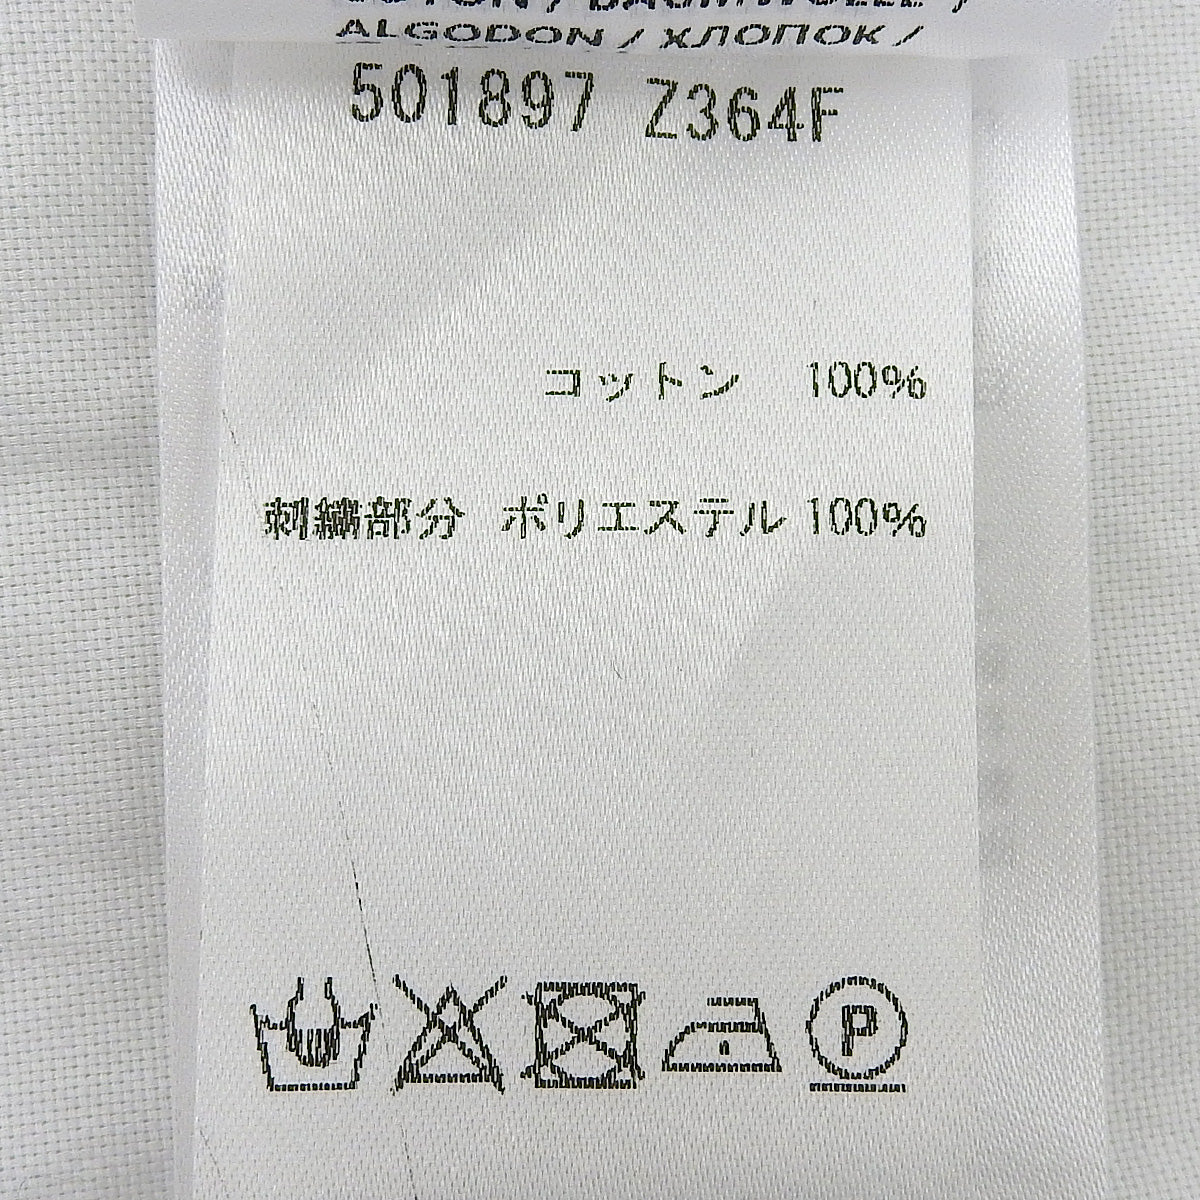 ALGODON / ХЛОПОК /
501897 Z364F
コットン 100%
刺繍部分 ポリエステル 100%
P